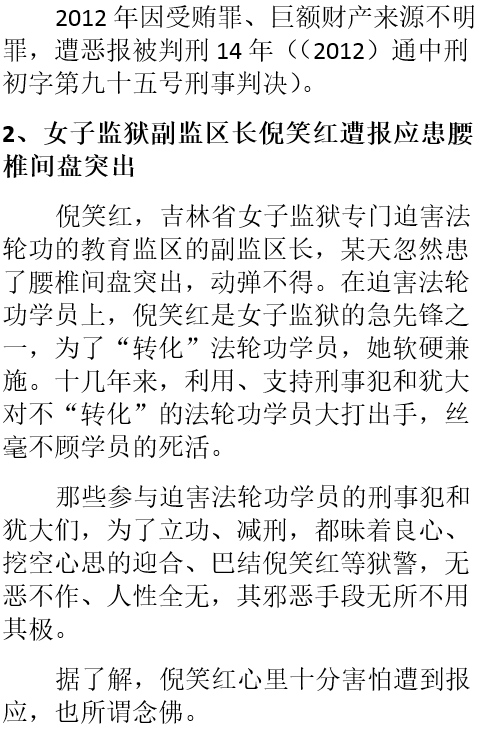 2012 年因受贿罪、巨额财产来源不明
罪，遭恶报被判刑 14 年（（2012）通中刑
初字第九十五号刑事判决）。
2、女子监狱副监区长倪笑红遭报应患腰
椎间盘突出
倪笑红，吉林省女子监狱专门迫害法
轮功的教育监区的副监区长，某天忽然患
了腰椎间盘突出，动弹不得。在迫害法轮
功学员上，倪笑红是女子监狱的急先锋之
一，为了“转化”法轮功学员，她软硬兼
施。十几年来，利用、支持刑事犯和犹大
对不“转化”的法轮功学员大打出手，丝
毫不顾学员的死活。
那些参与迫害法轮功学员的刑事犯和
犹大们，为了立功、减刑，都昧着良心、
挖空心思的迎合、巴结倪笑红等狱警，无
恶不作、人性全无，其邪恶手段无所不用
其极。
据了解，倪笑红心里十分害怕遭到报
应，也所谓念佛。